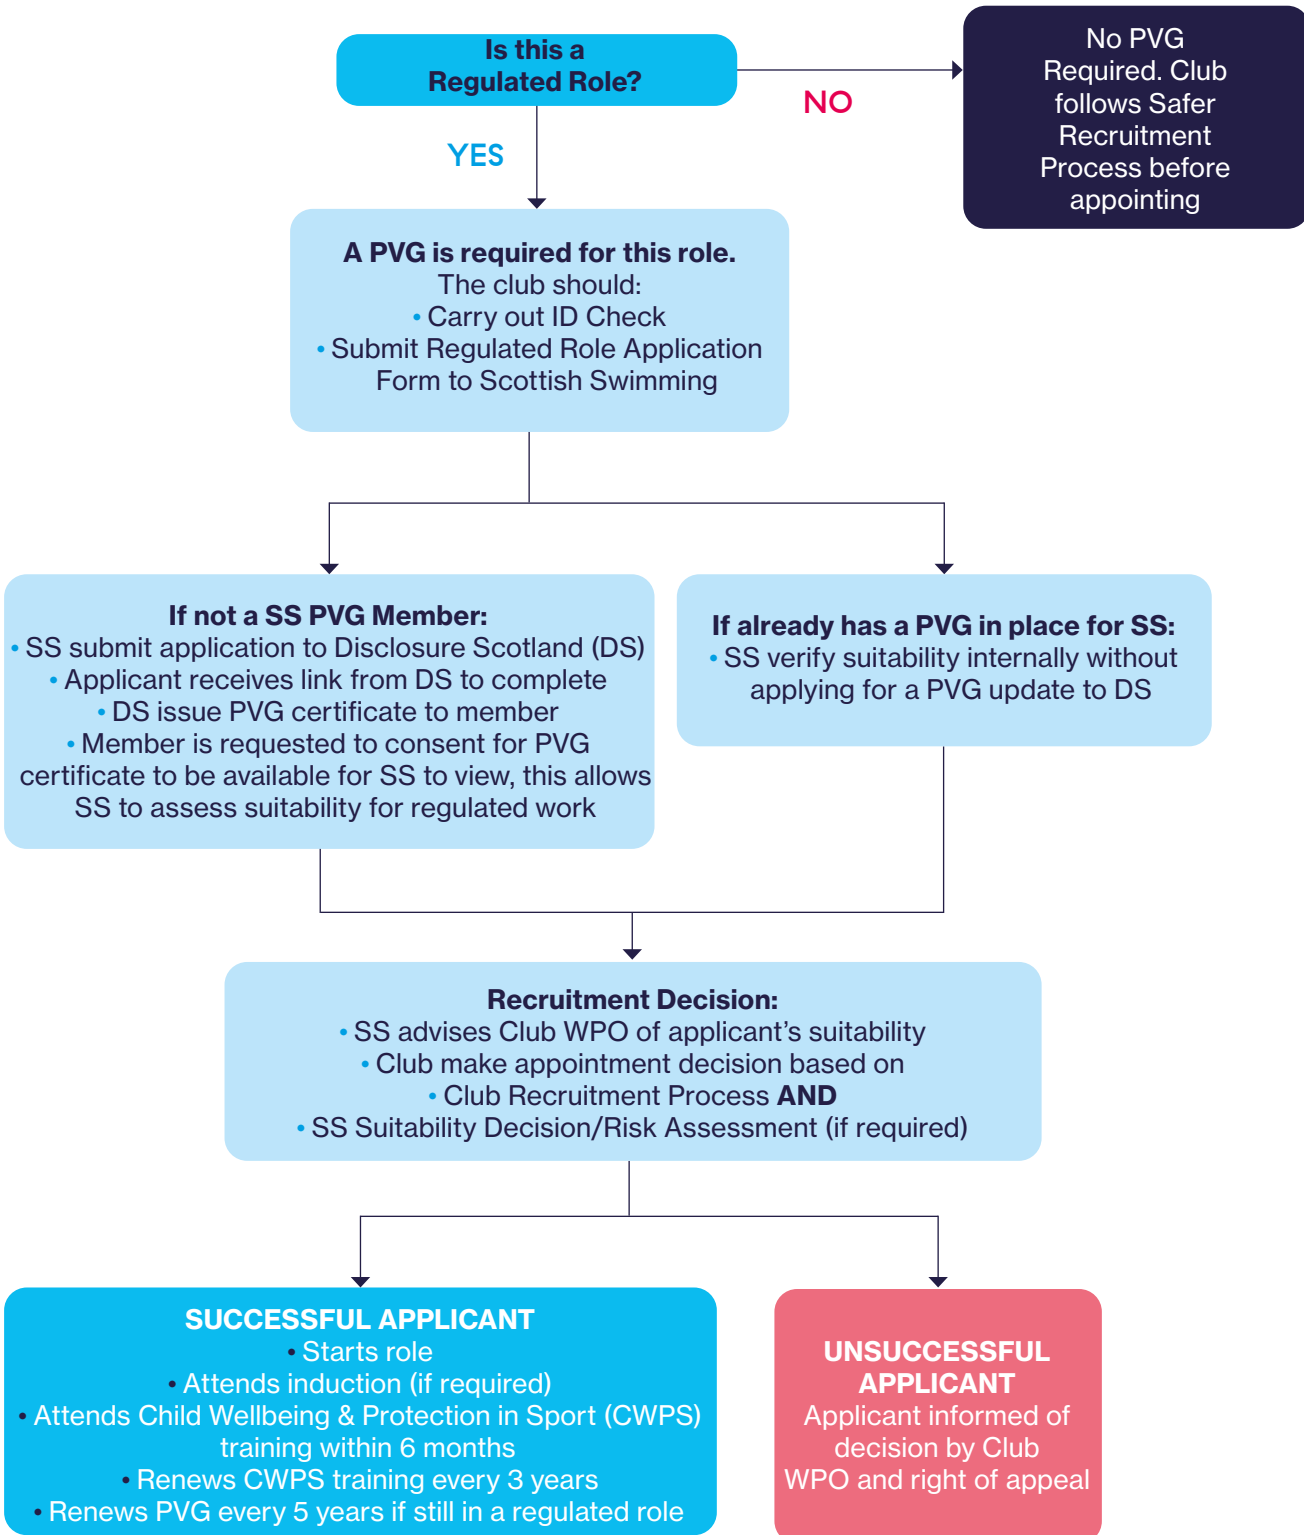 Is this a
Regulated Role?
NO
No PVG
Required. Club
follows Safer
Recruitment
Process before
appointing
YES
A PVG is required for this role.
The club should:
• Carry out ID Check
• Submit Regulated Role Application
Form to Scottish Swimming
If not a SS PVG Member:
• SS submit application to Disclosure Scotland (DS)
• Applicant receives link from DS to complete
• DS issue PVG certificate to member
• Member is requested to consent for PVG
certificate to be available for SS to view, this allows
SS to assess suitability for regulated work
If already has a PVG in place for SS:
• SS verify suitability internally without
applying for a PVG update to DS
Recruitment Decision:
• SS advises Club WPO of applicant’s suitability
• Club make appointment decision based on
• Club Recruitment Process AND
• SS Suitability Decision/Risk Assessment (if required)
SUCCESSFUL APPLICANT
• Starts role
• Attends induction (if required)
• Attends Child Wellbeing & Protection in Sport (CWPS)
training within 6 months
• Renews CWPS training every 3 years
• Renews PVG every 5 years if still in a regulated role
UNSUCCESSFUL
APPLICANT
Applicant informed of
decision by Club
WPO and right of appeal